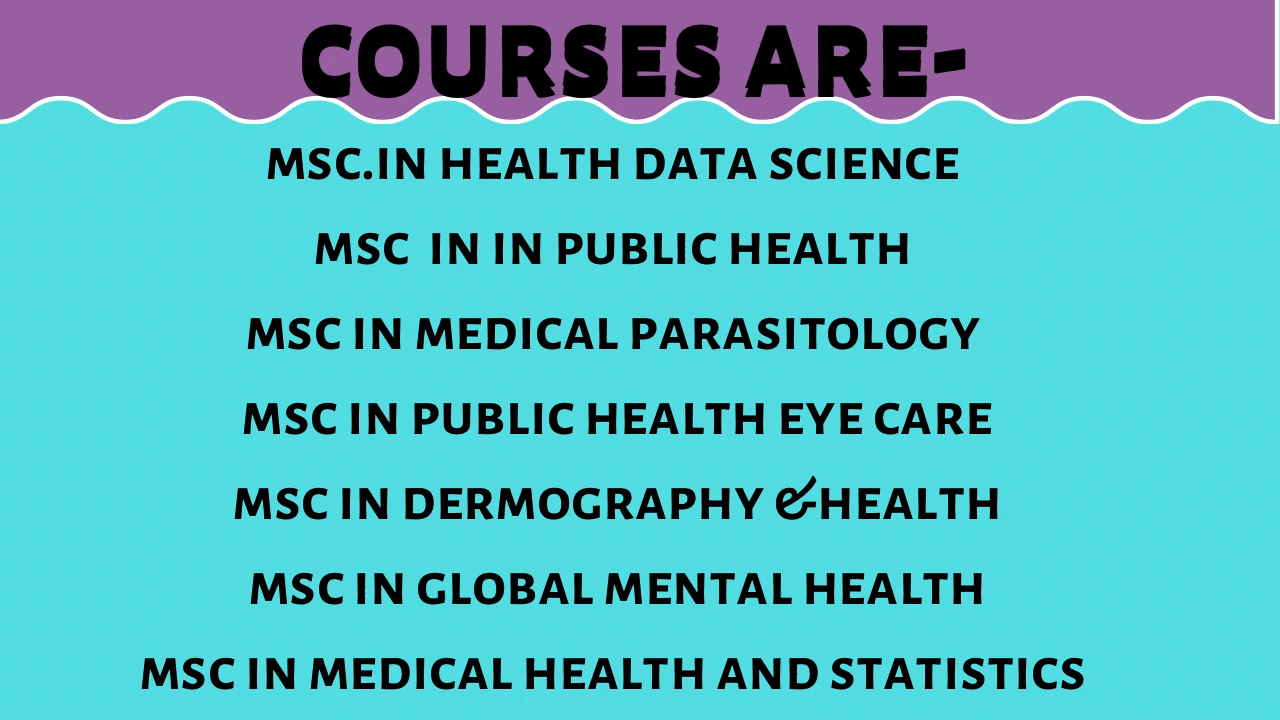 COURSES ARE-
MSC.IN HEALTH DATA SCIENCE
MSC IN IN PUBLIC HEALTH
MSC IN MEDICAL PARASITOLOGY
MSC IN PUBLIC HEALTH EYE CARE
MSC IN DERMOGRAPHY &HEALTH
MSC IN GLOBAL MENTAL HEALTH
MSC IN MEDICAL HEALTH AND STATISTICS